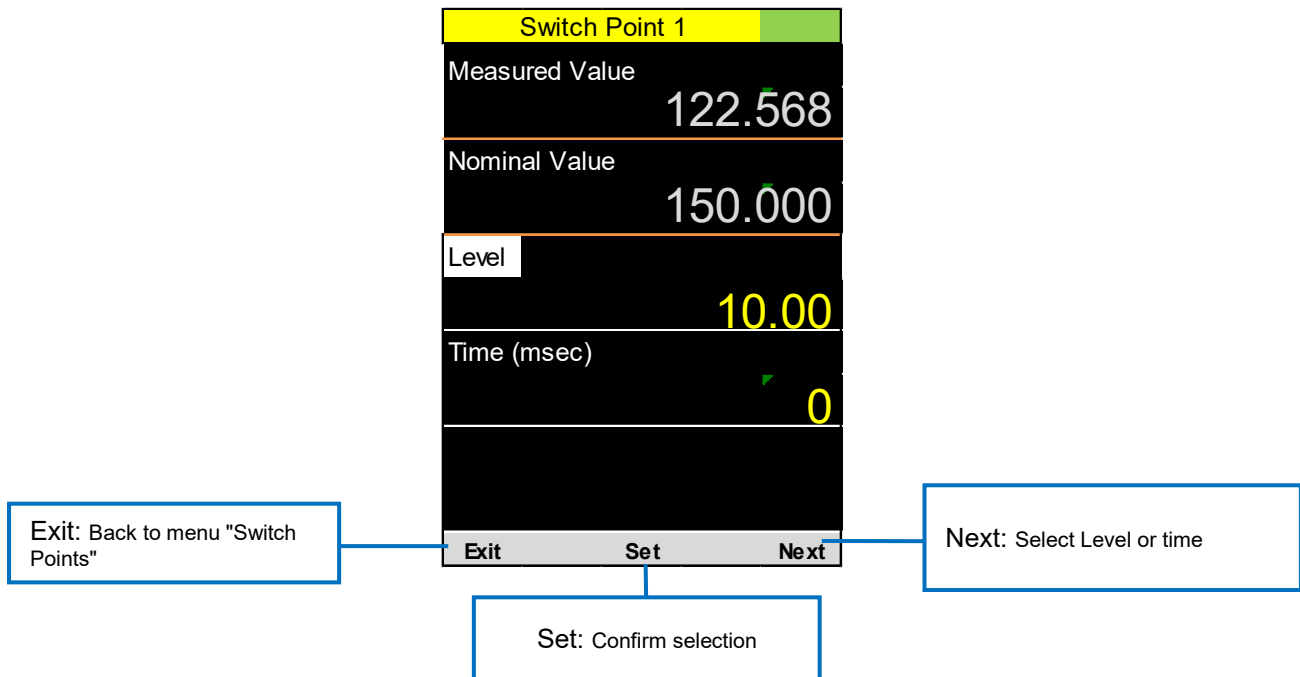 Switch Point 1
Measured Value
122.568
Nominal Value
150.000
Level
10.00
Time (msec)
0
Exit Set Next
Exit: Back to menu "Switch
Points"
Next: Select Level or time
Set: Confirm selection